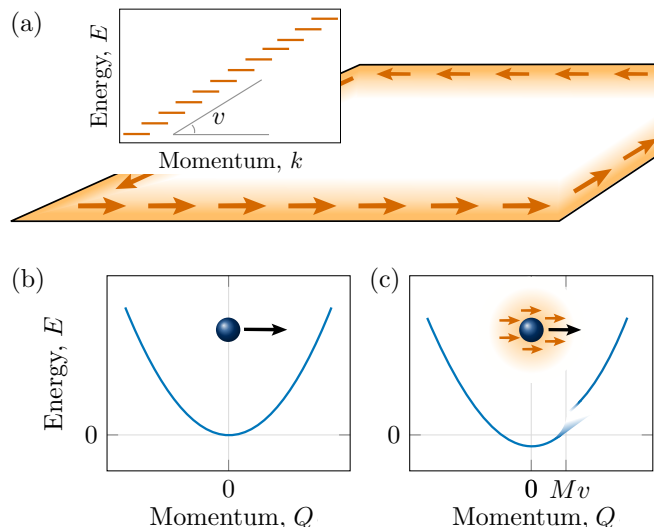 (a)
Energy, E
v
Momentum, k
(b)
(c)
Energy, E
0
0
0
0 Mv
Momentum, Q
Momentum, Q